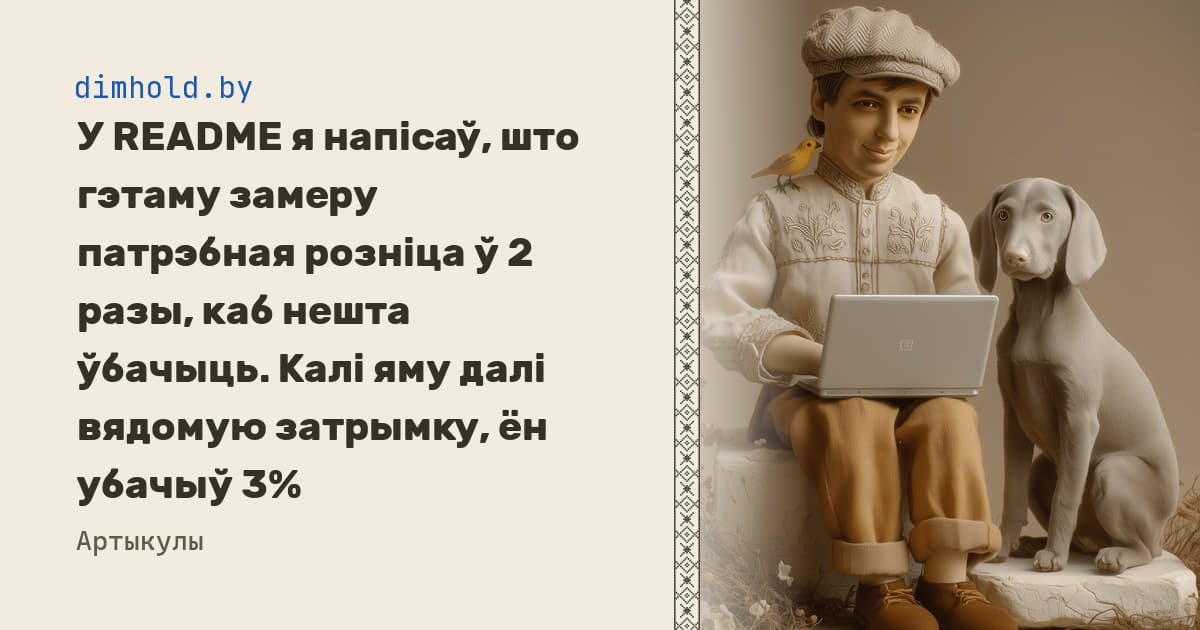 dimhold.by
У README я напісаў, што
гэтаму замеру
патрэбная розніца ў 2
разы, каб нешта
ўбачыць. Калі яму далі
вядомую затрымку, ён
убачыў 3%
Артыкулы